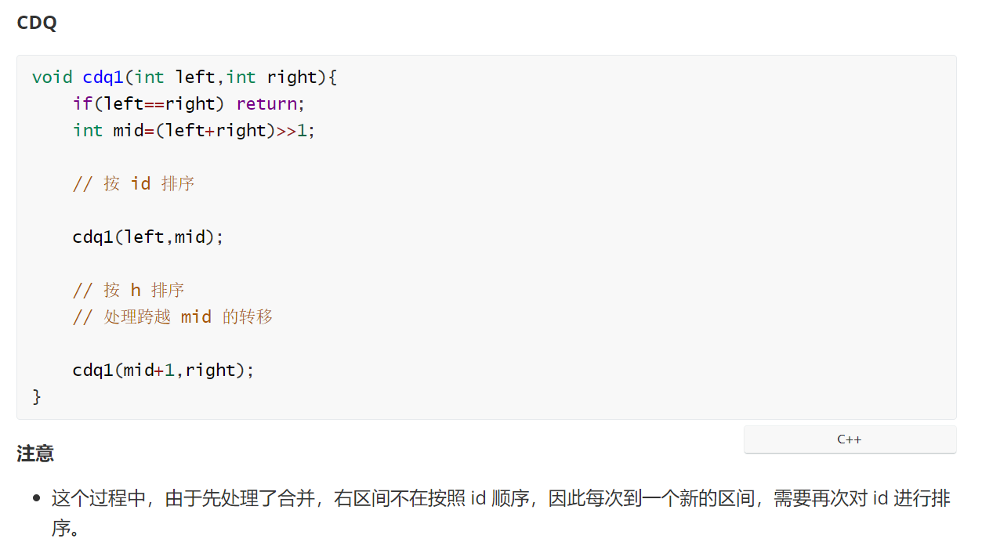 CDQ
void cdq1(int left,int right){
    if(left==right) return;
    int mid=(left+right)>>1;
    // 按 id 排序
    cdq1(left,mid);
    // 按 h 排序
    // 处理跨越 mid 的转移
    cdq1(mid+1,right);
}
C++
注意
• 这个过程中，由于先处理了合并，右区间不在按照 id 顺序，因此每次到一个新的区间，需要再次对 id 进行排
序。